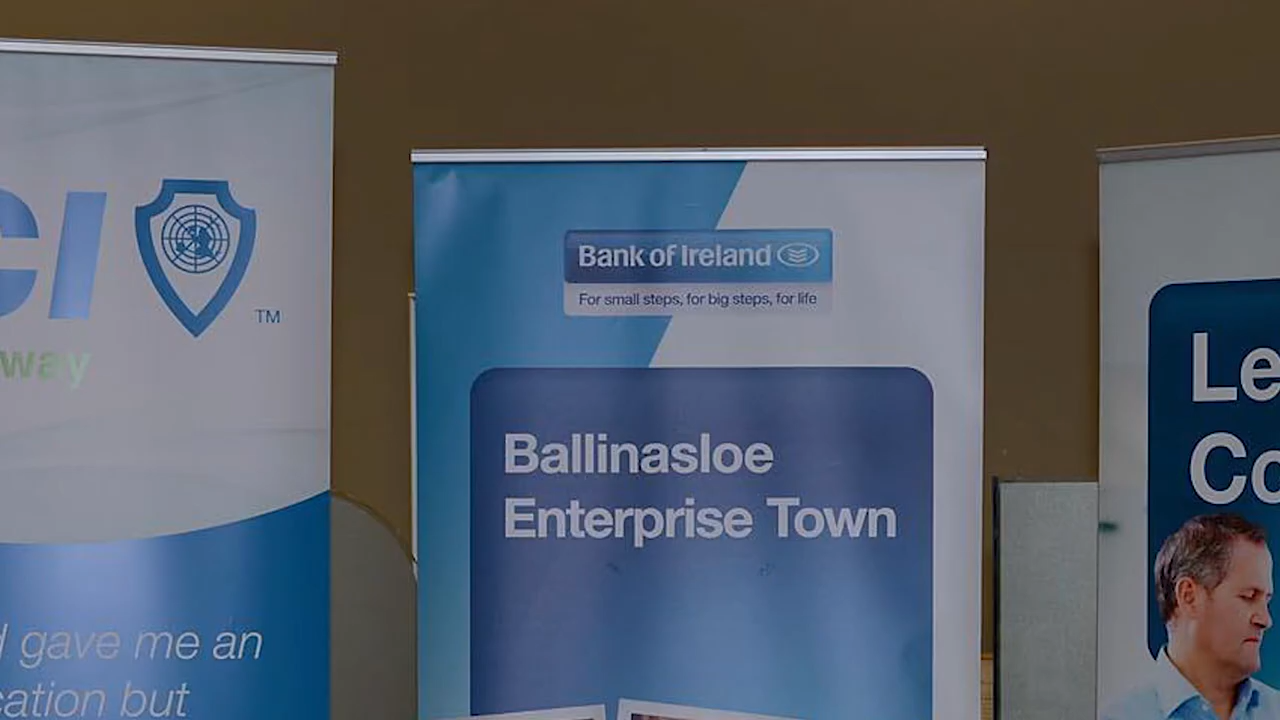 CI
TM
way
gave me an
but
Bank of Ireland
For small steps, for big steps, for life
Ballinasloe
Enterprise Town
Le
Co